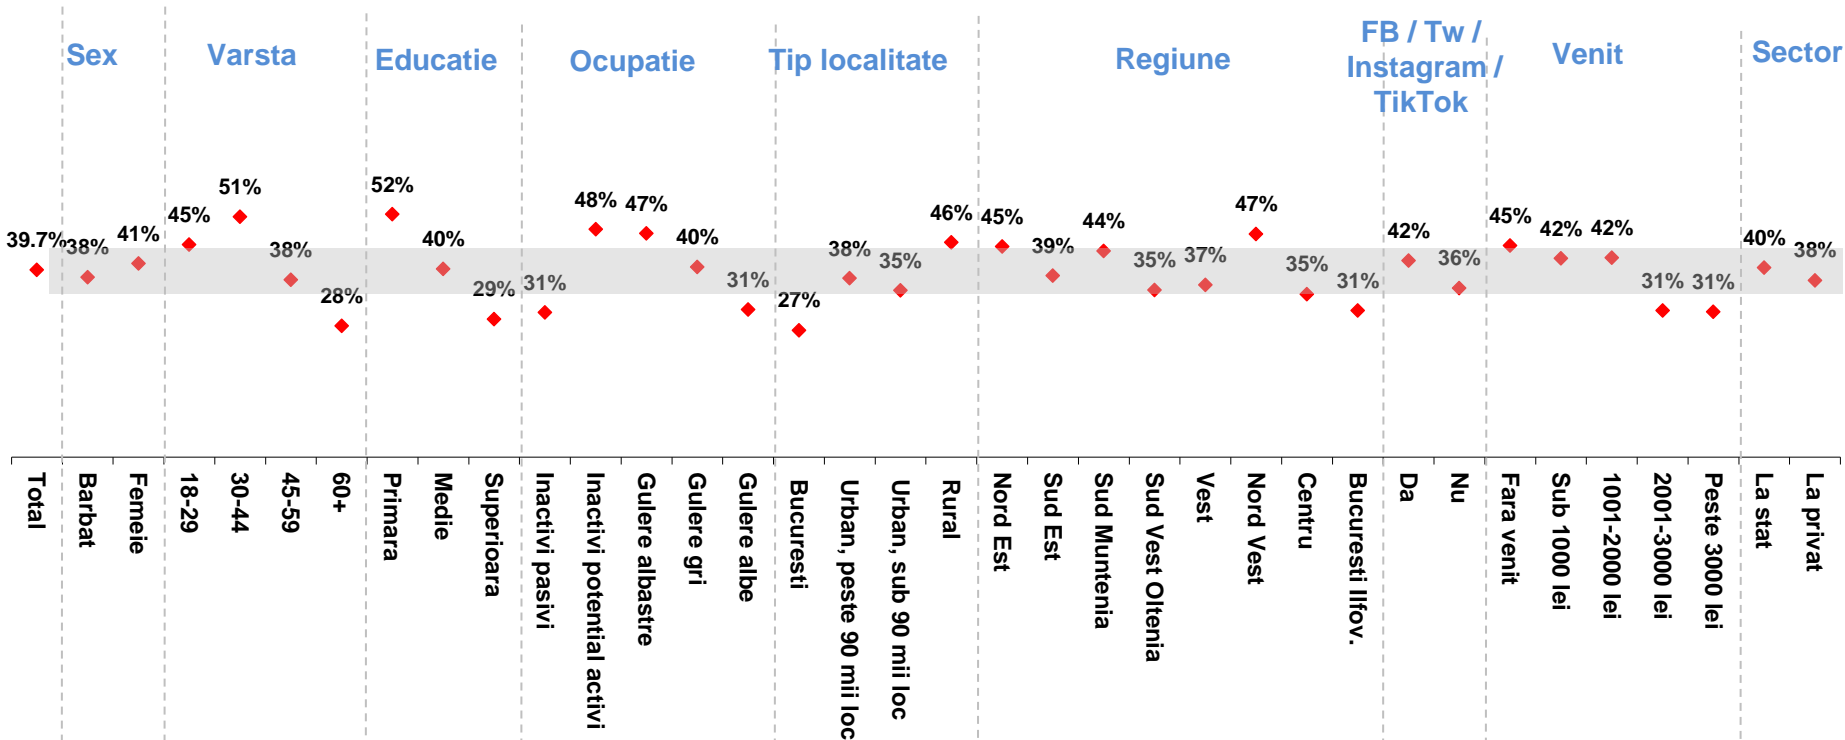 Sex
Varsta
Educatie
Ocupatie
Tip localitate
Regiune
FB / Tw /
Instagram /
TikTok
Venit
Sector
39.7%
38%
41%
45%
51%
38%
28%
52%
40%
29%
31%
48%
47%
40%
31%
27%
38%
35%
46%
45%
39%
44%
35%
37%
47%
35%
31%
42%
36%
45%
42%
42%
31%
31%
40%
38%
Total
Barbat
Femeie
18-29
30-44
45-59
60+
Primara
Medie
Superioara
Inactivi pasivi
Inactivi potential activi
Gulere albastre
Gulere gri
Gulere albe
Bucuresti
Urban, peste 90 mii loc
Urban, sub 90 mii loc
Rural
Nord Est
Sud Est
Sud Muntenia
Sud Vest Oltenia
Vest
Nord Vest
Centru
Bucuresti Ilfov.
Da
Nu
Fara venit
Sub 1000 lei
1001-2000 lei
2001-3000 lei
Peste 3000 lei
La stat
La privat